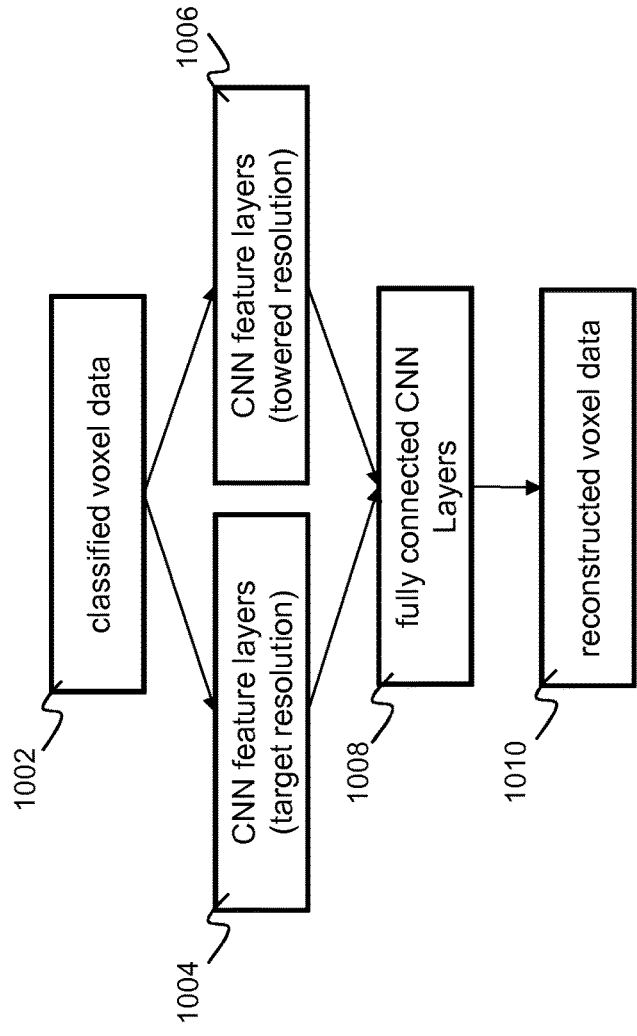 1002
classified voxel data
1004
CNN feature layers
(target resolution)
1006
CNN feature layers
(towered resolution)
1008
fully connected CNN
Layers
1010
reconstructed voxel data